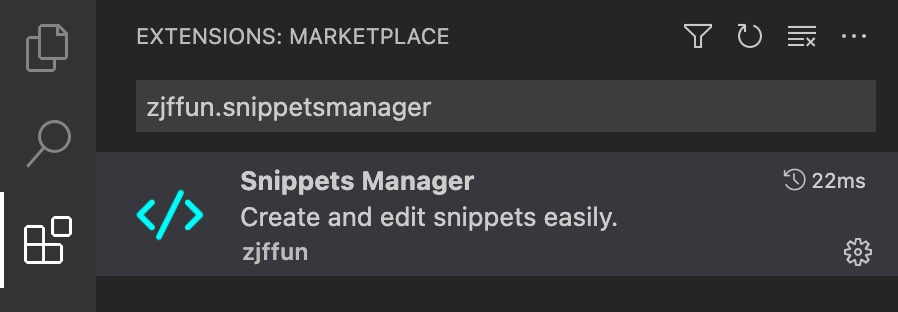 EXTENSIONS: MARKETPLACE
zjffun.snippetsmanager
Snippets Manager 22ms
Create and edit snippets easily.
zjffun